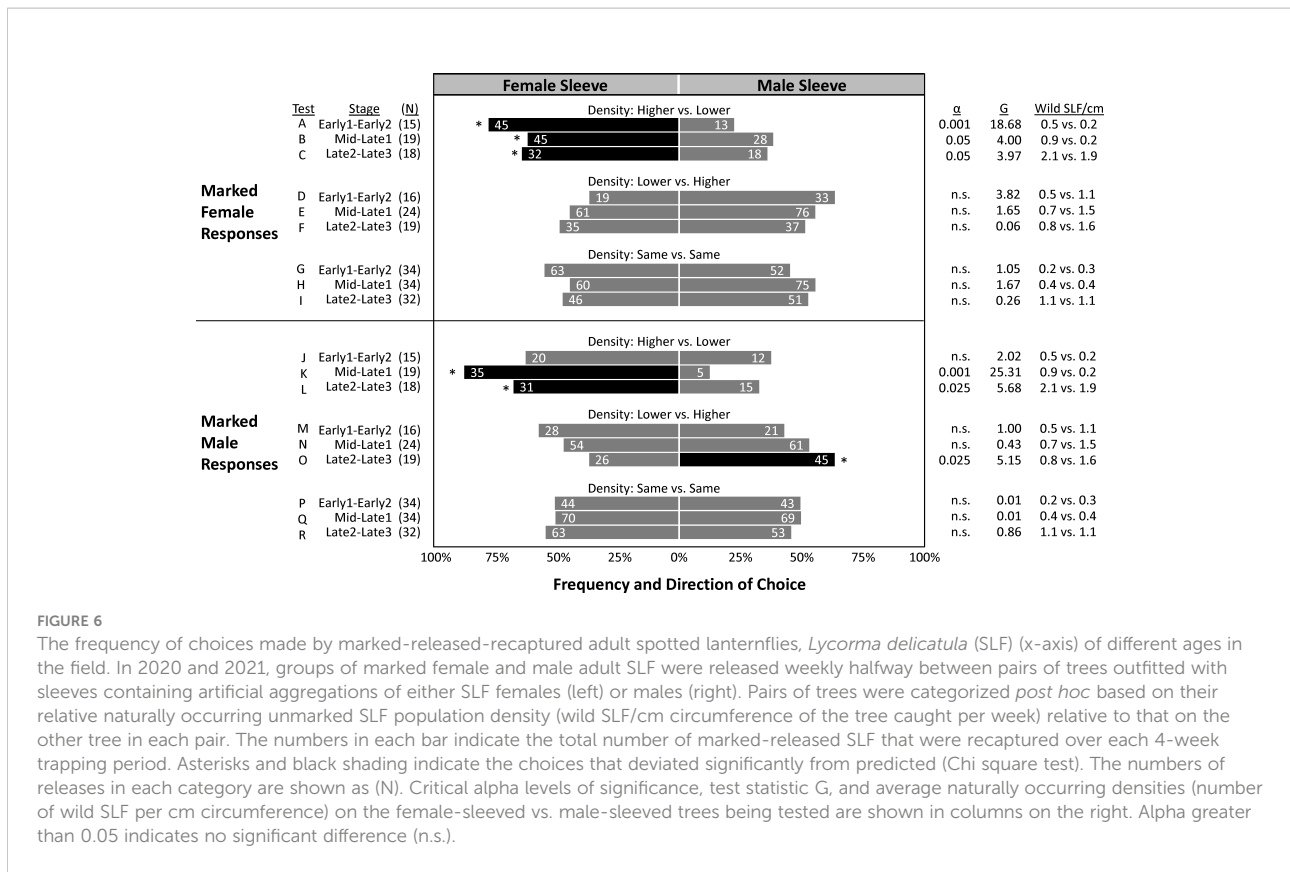 Female Sleeve Male Sleeve
Test Stage (N) Density: Higher vs. Lower α G Wild SLF/cm
A Early1-Early2 (15) * 45 13 0.001 18.68 0.5 vs. 0.2
B Mid-Late1 (19) * 45 28 0.05 4.00 0.9 vs. 0.2
C Late2-Late3 (18) * 32 18 0.05 3.97 2.1 vs. 1.9
Marked
Female
Responses
Density: Lower vs. Higher
D Early1-Early2 (16) 19 33 n.s. 3.82 0.5 vs. 1.1
E Mid-Late1 (24) 61 76 n.s. 1.65 0.7 vs. 1.5
F Late2-Late3 (19) 35 37 n.s. 0.06 0.8 vs. 1.6
Density: Same vs. Same
G Early1-Early2 (34) 63 52 n.s. 1.05 0.2 vs. 0.3
H Mid-Late1 (34) 60 75 n.s. 1.67 0.4 vs. 0.4
I Late2-Late3 (32) 46 51 n.s. 0.26 1.1 vs. 1.1
Density: Higher vs. Lower
J Early1-Early2 (15) 20 12 n.s. 2.02 0.5 vs. 0.2
K Mid-Late1 (19) * 35 5 0.001 25.31 0.9 vs. 0.2
L Late2-Late3 (18) * 31 15 0.025 5.68 2.1 vs. 1.9
Marked
Male
Responses
Density: Lower vs. Higher
M Early1-Early2 (16) 28 21 n.s. 1.00 0.5 vs. 1.1
N Mid-Late1 (24) 54 61 n.s. 0.43 0.7 vs. 1.5
O Late2-Late3 (19) 26 45 * 0.025 5.15 0.8 vs. 1.6
Density: Same vs. Same
P Early1-Early2 (34) 44 43 n.s. 0.01 0.2 vs. 0.3
Q Mid-Late1 (34) 70 69 n.s. 0.01 0.4 vs. 0.4
R Late2-Late3 (32) 63 53 n.s. 0.86 1.1 vs. 1.1
100% 75% 50% 25% 0% 25% 50% 75% 100%
Frequency and Direction of Choice
FIGURE 6
The frequency of choices made by marked-released-recaptured adult spotted lanternflies, Lycorma delicatula (SLF) (x-axis) of different ages in
the field. In 2020 and 2021, groups of marked female and male adult SLF were released weekly halfway between pairs of trees outfitted with
sleeves containing artificial aggregations of either SLF females (left) or males (right). Pairs of trees were categorized post hoc based on their
relative naturally occurring unmarked SLF population density (wild SLF/cm circumference of the tree caught per week) relative to that on the
other tree in each pair. The numbers in each bar indicate the total number of marked-released SLF that were recaptured over each 4-week
trapping period. Asterisks and black shading indicate the choices that deviated significantly from predicted (Chi square test). The numbers of
releases in each category are shown as (N). Critical alpha levels of significance, test statistic G, and average naturally occurring densities (number
of wild SLF per cm circumference) on the female-sleeved vs. male-sleeved trees being tested are shown in columns on the right. Alpha greater
than 0.05 indicates no significant difference (n.s.).